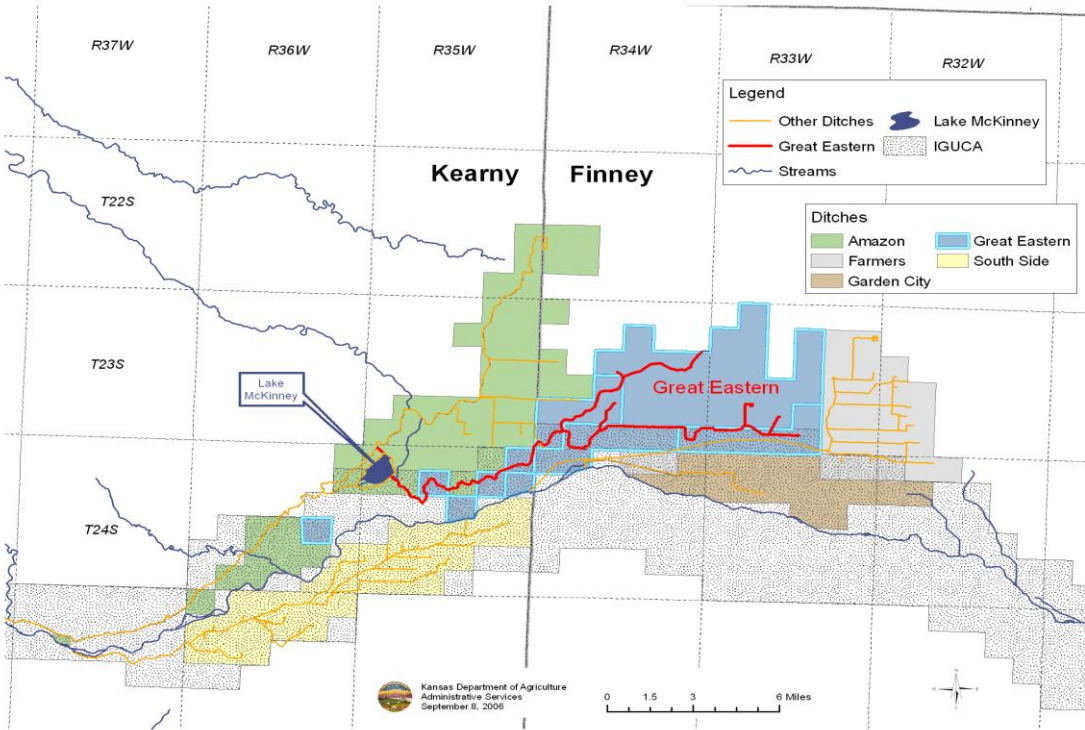 R37W
R36W
R35W
R34W
R33W
R32W
Legend
Other Ditches
Lake McKinney
Great Eastern
IGUCA
Streams
Kearny
Finney
T22S
Ditches
Amazon
Great Eastern
Farmers
South Side
Garden City
T23S
Lake
McKinney
Great Eastern
T24S
Kansas Department of Agriculture
Administrative Services
September 8, 2006
0 1.5 3 6 Miles